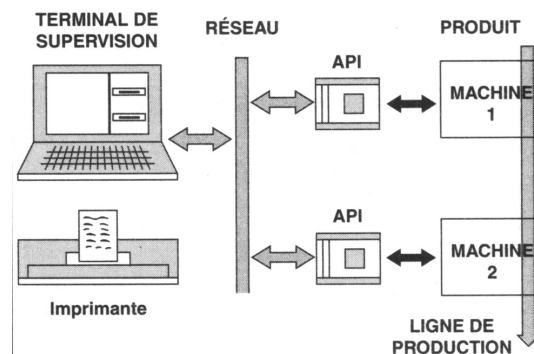 TERMINAL DE
SUPERVISION
RÉSEAU
PRODUIT
API
MACHINE
1
API
MACHINE
2
Imprimante
LIGNE DE
PRODUCTION